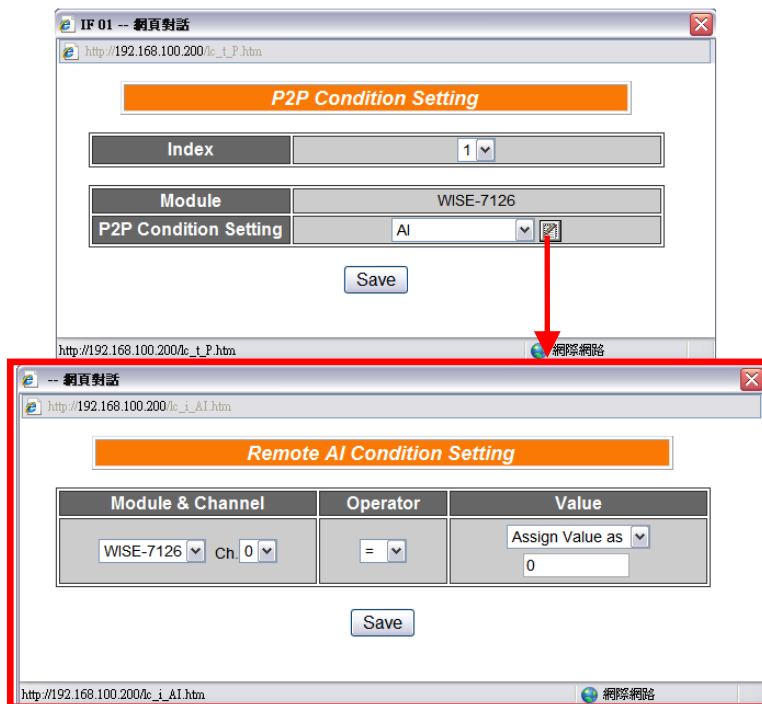 IF 01 -- 網頁對話
http://192.168.100.200/lc_t_P.htm
P2P Condition Setting
Index 1
Module WISE-7126
P2P Condition Setting AI
Save
http://192.168.100.200/lc_t_P.htm 網際網路
-- 網頁對話
http://192.168.100.200/lc_i_AI.htm
Remote AI Condition Setting
Module & Channel Operator Value
WISE-7126 Ch. 0 = Assign Value as
0
Save
http://192.168.100.200/lc_i_AI.htm 網際網路